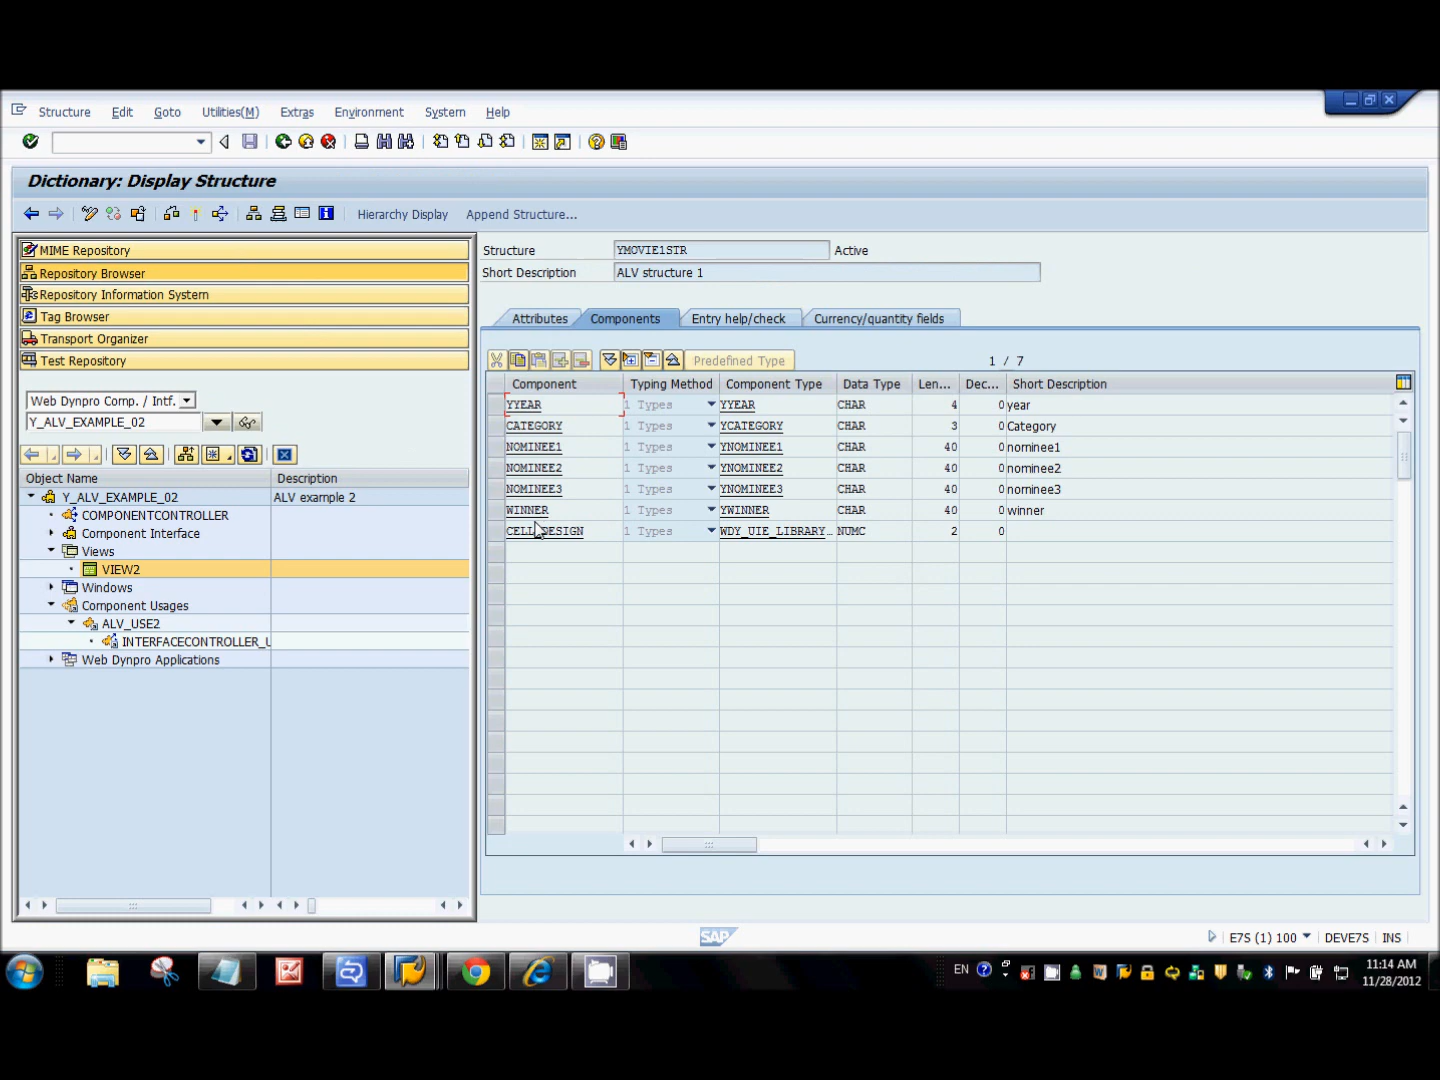 Structure Edit Goto Utilities(M) Extras Environment System Help
Dictionary: Display Structure
Hierarchy Display Append Structure...
MIME Repository
Repository Browser
Repository Information System
Tag Browser
Transport Organizer
Test Repository
Web Dynpro Comp. / Intf.
Y_ALV_EXAMPLE_02
Object Name Description
Y_ALV_EXAMPLE_02 ALV example 2
COMPONENTCONTROLLER
Component Interface
Views
VIEW2
Windows
Component Usages
ALV_USE2
INTERFACECONTROLLER_U
Web Dynpro Applications
Structure YMOVIE1STR Active
Short Description ALV structure 1
Attributes Components Entry help/check Currency/quantity fields
Predefined Type 1 / 7
Component Typing Method Component Type Data Type Len... Dec... Short Description
YYEAR 1 Types YYEAR CHAR 4 0 year
CATEGORY 1 Types YCATEGORY CHAR 3 0 Category
NOMINEE1 1 Types YNOMINEE1 CHAR 40 0 nominee1
NOMINEE2 1 Types YNOMINEE2 CHAR 40 0 nominee2
NOMINEE3 1 Types YNOMINEE3 CHAR 40 0 nominee3
WINNER 1 Types YWINNER CHAR 40 0 winner
CELL_DESIGN 1 Types WDY_UIE_LIBRARY... NUMC 2 0
SAP
E7S (1) 100 DEVE7S INS
EN 11:14 AM
11/28/2012